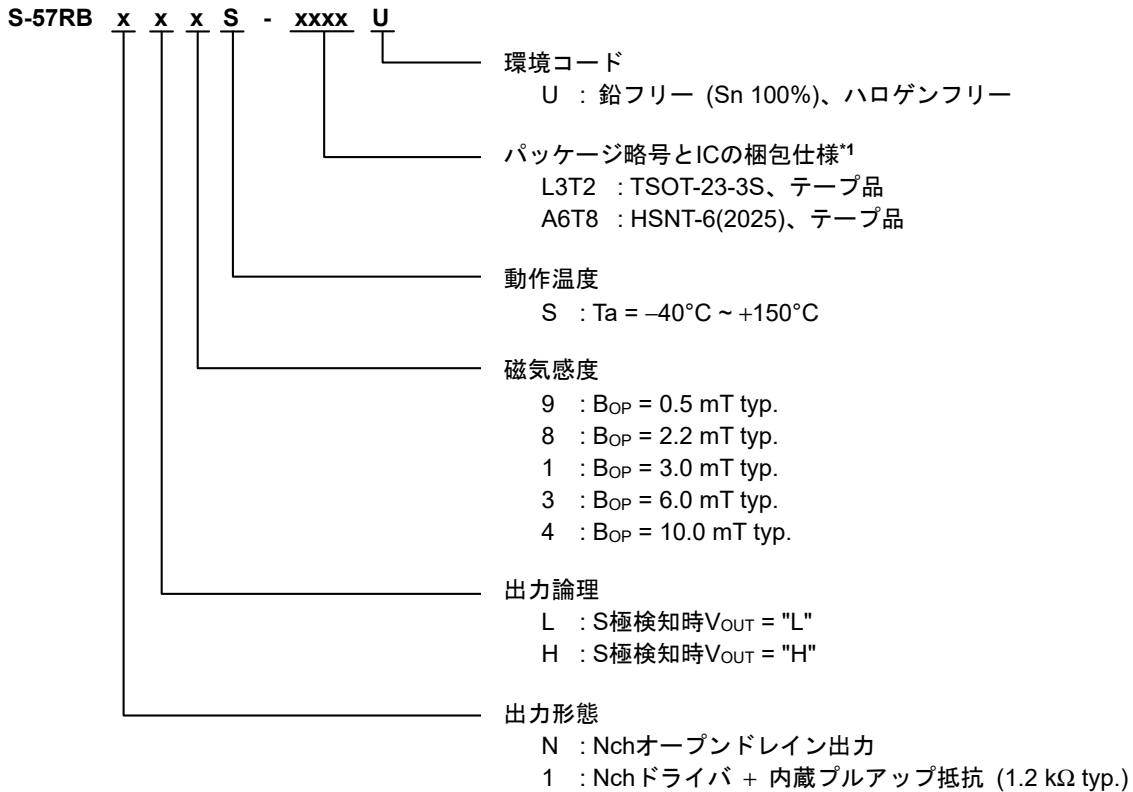 S-57RB x x x S - xxxx U
環境コード
U : 鉛フリー (Sn 100%)、ハロゲンフリー
パッケージ略号とICの梱包仕様*1
L3T2 : TSOT-23-3S、テープ品
A6T8 : HSNT-6(2025)、テープ品
動作温度
S : Ta = −40°C ~ +150°C
磁気感度
9 : BOP = 0.5 mT typ.
8 : BOP = 2.2 mT typ.
1 : BOP = 3.0 mT typ.
3 : BOP = 6.0 mT typ.
4 : BOP = 10.0 mT typ.
出力論理
L : S極検知時VOUT = "L"
H : S極検知時VOUT = "H"
出力形態
N : Nchオープンドレイン出力
1 : Nchドライバ + 内蔵プルアップ抵抗 (1.2 kΩ typ.)